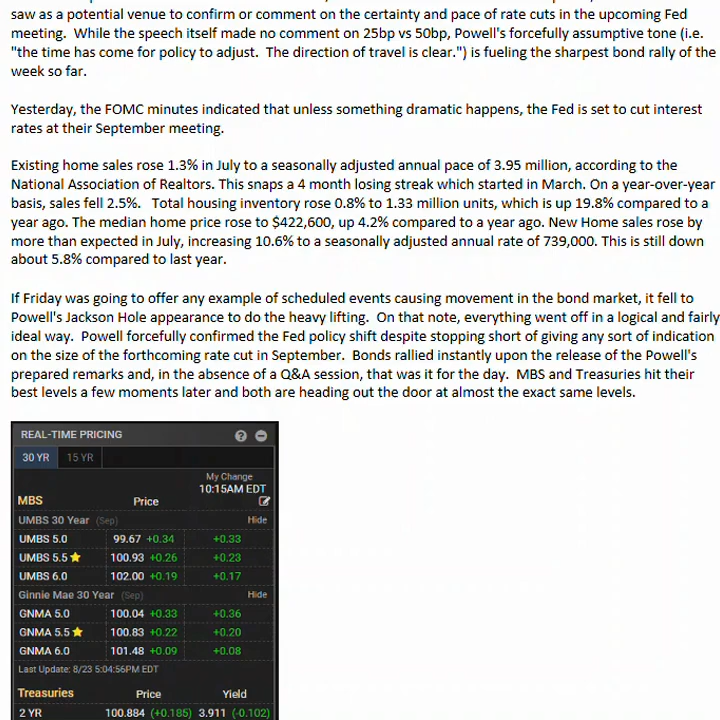 saw as a potential venue to confirm or comment on the certainty and pace of rate cuts in the upcoming Fed
meeting.  While the speech itself made no comment on 25bp vs 50bp, Powell's forcefully assumptive tone (i.e.
"the time has come for policy to adjust.  The direction of travel is clear.") is fueling the sharpest bond rally of the
week so far.
Yesterday, the FOMC minutes indicated that unless something dramatic happens, the Fed is set to cut interest
rates at their September meeting.
Existing home sales rose 1.3% in July to a seasonally adjusted annual pace of 3.95 million, according to the
National Association of Realtors. This snaps a 4 month losing streak which started in March. On a year-over-year
basis, sales fell 2.5%.   Total housing inventory rose 0.8% to 1.33 million units, which is up 19.8% compared to a
year ago. The median home price rose to $422,600, up 4.2% compared to a year ago. New Home sales rose by
more than expected in July, increasing 10.6% to a seasonally adjusted annual rate of 739,000. This is still down
about 5.8% compared to last year.
If Friday was going to offer any example of scheduled events causing movement in the bond market, it fell to
Powell's Jackson Hole appearance to do the heavy lifting.  On that note, everything went off in a logical and fairly
ideal way.  Powell forcefully confirmed the Fed policy shift despite stopping short of giving any sort of indication
on the size of the forthcoming rate cut in September.  Bonds rallied instantly upon the release of the Powell's
prepared remarks and, in the absence of a Q&A session, that was it for the day.  MBS and Treasuries hit their
best levels a few moments later and both are heading out the door at almost the exact same levels.
REAL-TIME PRICING
30 YR 15 YR
My Change
10:15AM EDT
MBS Price
UMBS 30 Year (Sep) Hide
UMBS 5.0 99.67 +0.34 +0.33
UMBS 5.5 100.93 +0.26 +0.23
UMBS 6.0 102.00 +0.19 +0.17
Ginnie Mae 30 Year (Sep) Hide
GNMA 5.0 100.04 +0.33 +0.36
GNMA 5.5 100.83 +0.22 +0.20
GNMA 6.0 101.48 +0.09 +0.08
Last Update: 8/23 5:04:56PM EDT
Treasuries Price Yield
2 YR 100.884 (+0.185) 3.911 (-0.102)